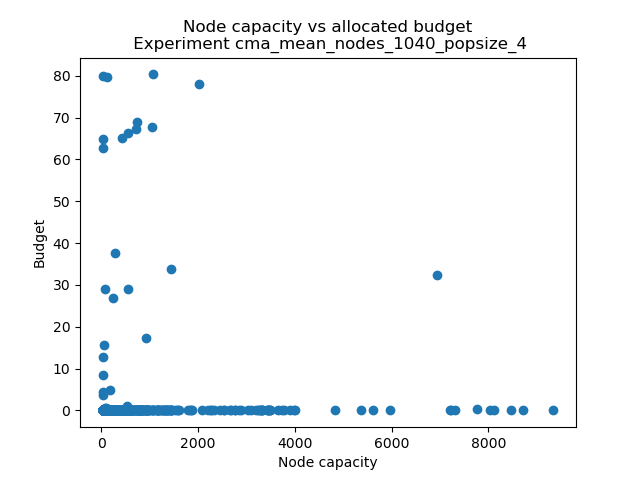 Node capacity vs allocated budget
Experiment cma_mean_nodes_1040_popsize_4
80
70
60
50
40
30
20
10
0
Budget
0 2000 4000 6000 8000
Node capacity